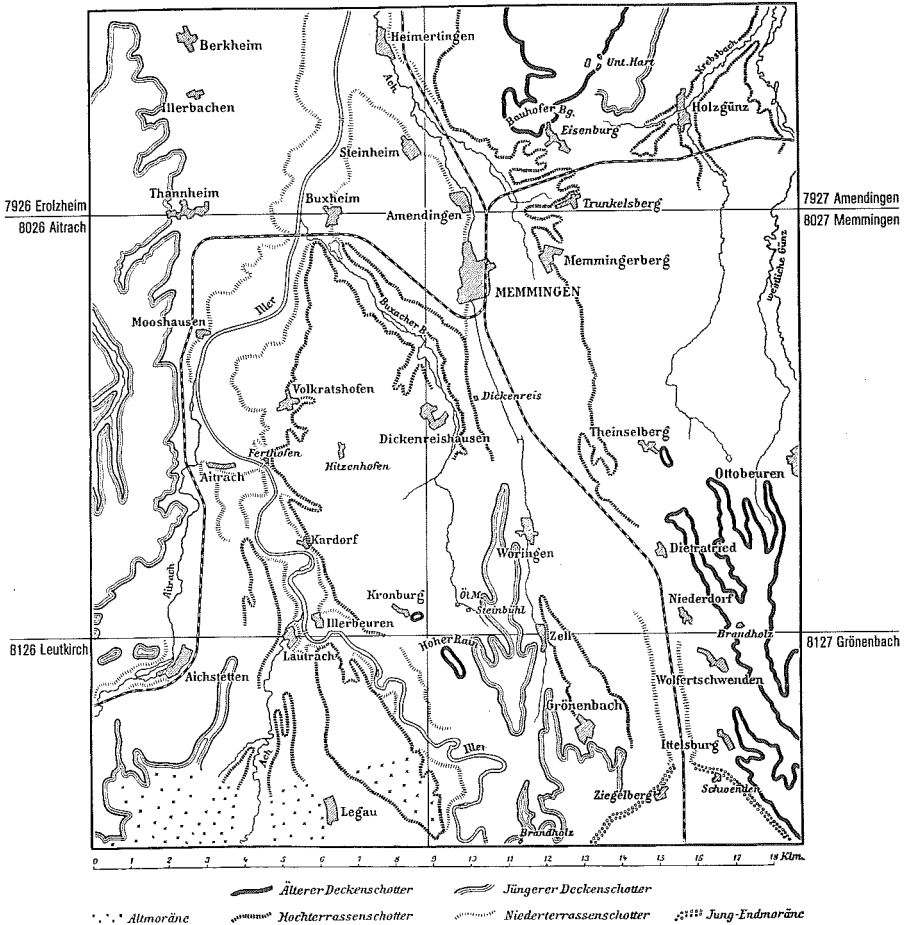 Heimertingen
Berkheim
Unt. Hart
Krebsbach
Ach
Illerbachen
Holzgünz
Bauhofer Bg.
Eisenburg
Steinheim
Thannheim
Buxheim
7926 Erolzheim
8026 Aitrach
Amendingen
Trunkelsberg
7927 Amendingen
8027 Memmingen
Memmingerberg
westliche Günz
MEMMINGEN
Iller
Buxacher B.
Mooshausen
Volkratshofen
Dickenreis
Dickenreishausen
Theinselberg
Ferthofen
Hitzenhofen
Aitrach
Ottobeuren
Kardorf
Woringen
Dietratried
Aitrach
Kronburg
Öl M.
Steinbühl
Niederdorf
Illerbeuren
Brandholz
8126 Leutkirch
Lautrach
Hoher Rain
Zell
8127 Grönenbach
Aichstetten
Wolfertschwenden
Grönenbach
Iller
Ittelsburg
Ach
Schwenden
Ziegelberg
Legau
Brandholz
0 1 2 3 4 5 6 7 8 9 10 11 12 13 14 15 16 17 18 Klm.
Älterer Deckenschotter
Jüngerer Deckenschotter
Altmoräne
Hochterrassenschotter
Niederterrassenschotter
Jung-Endmoräne